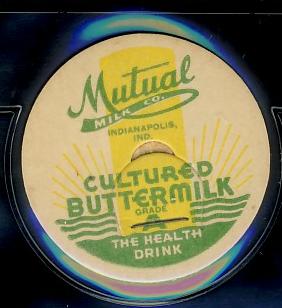 Mutual
MILK CO.
INDIANAPOLIS,
IND.
CULTURED
BUTTERMILK
GRADE
A
THE HEALTH
DRINK